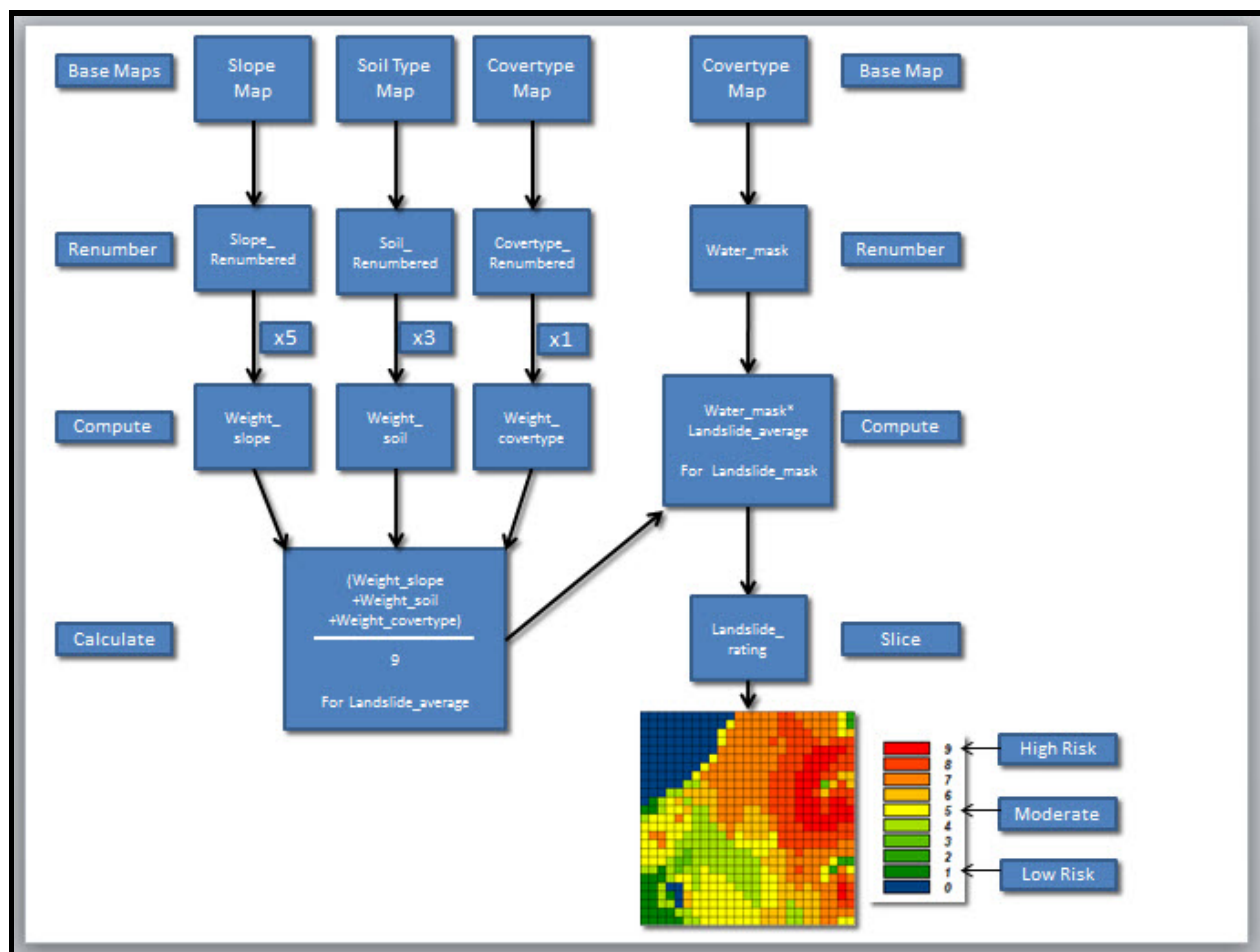 Base Maps
Slope
Map
Soil Type
Map
Covertype
Map
Covertype
Map
Base Map
Renumber
Slope_
Renumbered
Soil_
Renumbered
Covertype_
Renumbered
Water_mask
Renumber
x5
x3
x1
Compute
Weight_
slope
Weight_
soil
Weight_
covertype
Water_mask*
Landslide_average
For Landslide_mask
Compute
Calculate
(Weight_slope
+Weight_soil
+Weight_covertype)
9
For Landslide_average
Landslide_
rating
Slice
9
8
7
6
5
4
3
2
1
0
High Risk
Moderate
Low Risk